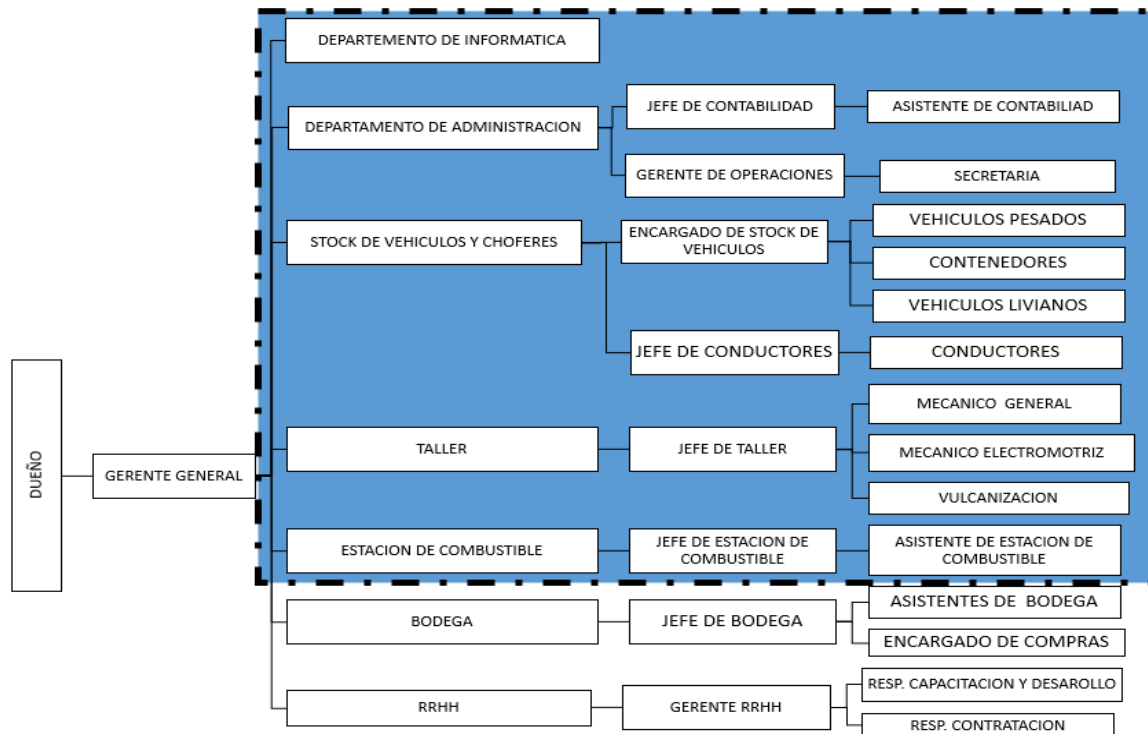 DEPARTEMENTO DE INFORMATICA
JEFE DE CONTABILIDAD
ASISTENTE DE CONTABILIAD
DEPARTAMENTO DE ADMINISTRACION
GERENTE DE OPERACIONES
SECRETARIA
VEHICULOS PESADOS
STOCK DE VEHICULOS Y CHOFERES
ENCARGADO DE STOCK DE
VEHICULOS
CONTENEDORES
VEHICULOS LIVIANOS
JEFE DE CONDUCTORES
CONDUCTORES
MECANICO GENERAL
TALLER
JEFE DE TALLER
MECANICO ELECTROMOTRIZ
VULCANIZACION
DUEÑO
GERENTE GENERAL
ESTACION DE COMBUSTIBLE
JEFE DE ESTACION DE
COMBUSTIBLE
ASISTENTE DE ESTACION DE
COMBUSTIBLE
ASISTENTES DE BODEGA
BODEGA
JEFE DE BODEGA
ENCARGADO DE COMPRAS
RESP. CAPACITACION Y DESAROLLO
RRHH
GERENTE RRHH
RESP. CONTRATACION